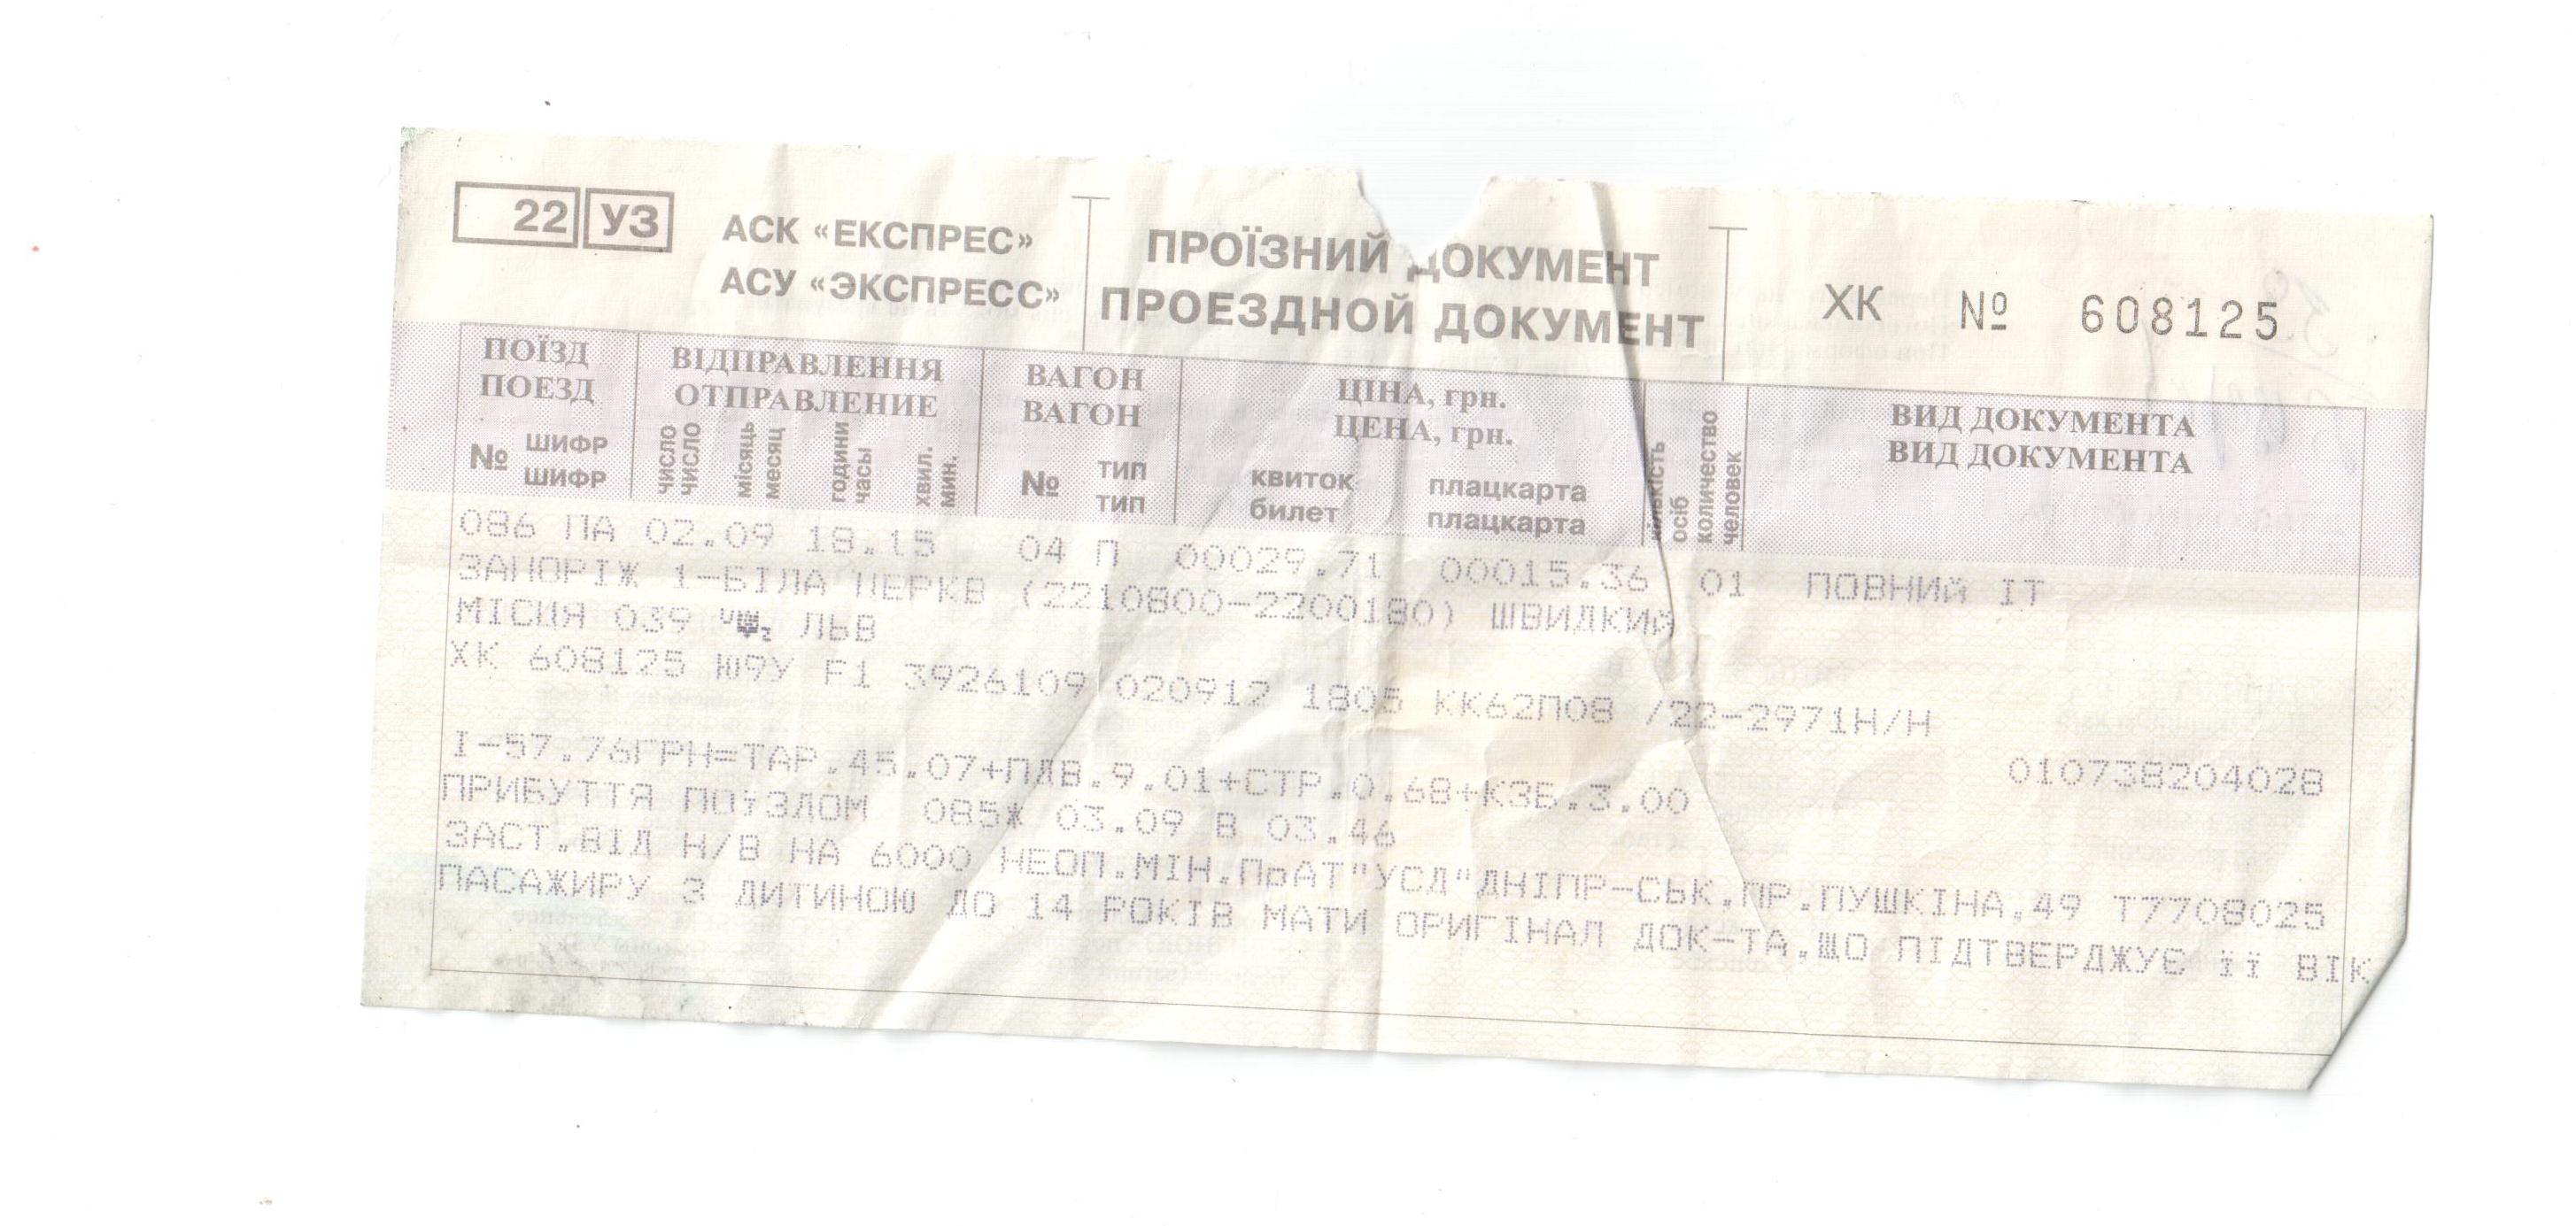 22 УЗ
АСК «ЕКСПРЕС»
АСУ «ЭКСПРЕСС»
ПРОЇЗНИЙ ДОКУМЕНТ
ПРОЕЗДНОЙ ДОКУМЕНТ
ХК № 608125
ПОЇЗД
ПОЕЗД
№ шифр
шифр
ВІДПРАВЛЕННЯ
ОТПРАВЛЕНИЕ
число
число
місяць
месяц
години
часы
хвил.
мин.
ВАГОН
ВАГОН
№ тип
тип
ЦІНА, грн.
ЦЕНА, грн.
квиток
билет
плацкарта
плацкарта
кількість
осіб
количество
человек
ВИД ДОКУМЕНТА
ВИД ДОКУМЕНТА
086 ПА 02.09 18.15 04 П 00029.71 00015.36 01 ПОВНИЙ ІТ
ЗАПОРІЖ 1-БІЛА ЦЕРКВ (2210800-2200180) ШВИДКИЙ
МІСЦЯ 039 ЛЬВ
ХК 608125 Ю9У F1 3926109 020912 1805 КК62П08 /22-2971Н/Н
010738204028
І-57.76ГРН=ТАР.45.07+ПЛВ.9.01+СТР.0.68+КЗБ.3.00
ПРИБУТТЯ ПОЇЗДОМ 085Ж 03.09 В 03.46
ЗАСТ.ВІД Н/В НА 6000 НЕОП.МІН.ПрАТ"УСД"ДНІПР-СЬК,ПР.ПУШКІНА,49 Т7708025
ПАСАЖИРУ З ДИТИНОЮ ДО 14 РОКІВ МАТИ ОРИГІНАЛ ДОК-ТА,ЩО ПІДТВЕРДЖУЄ ЇЇ ВІК